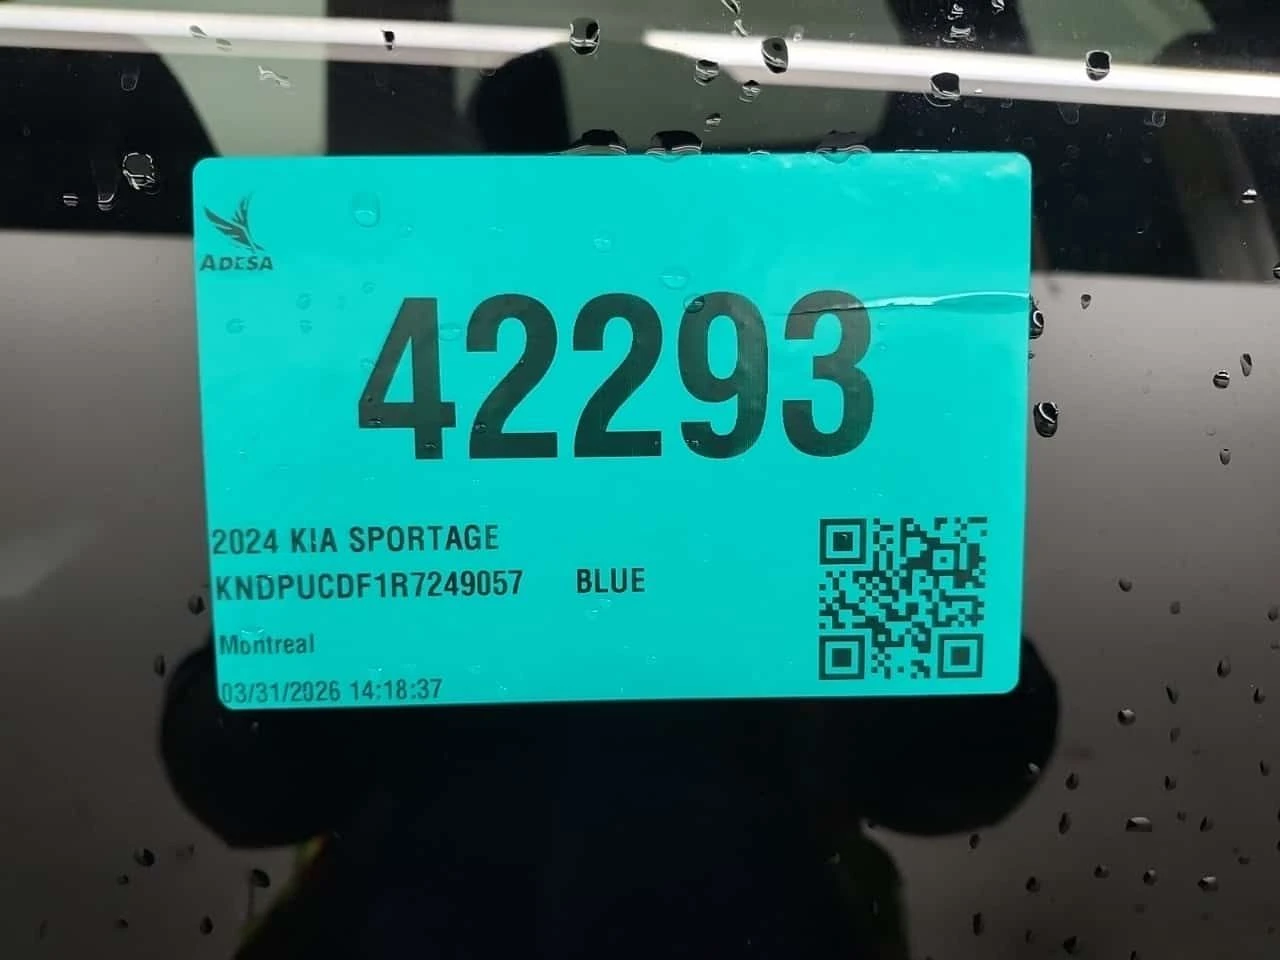 ADESA
42293
2024 KIA SPORTAGE
KNDPUCDF1R7249057 BLUE
Montreal
03/31/2026 14:18:37